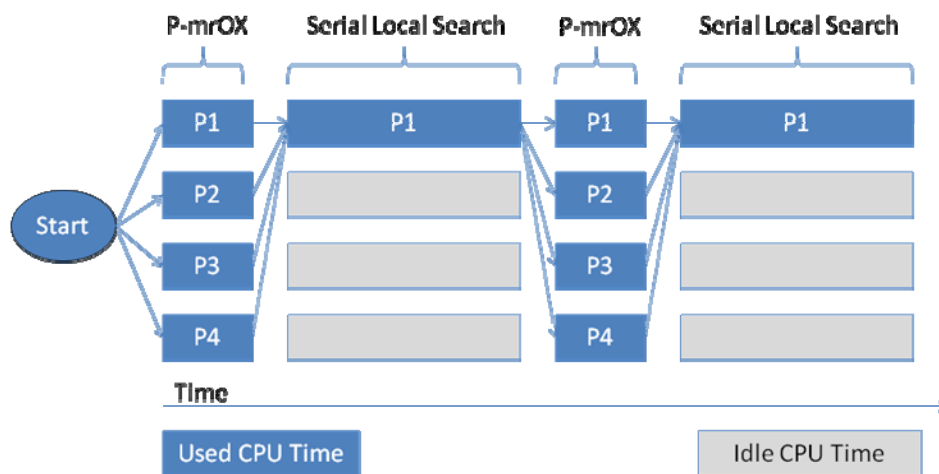 P-mrOX Serial Local Search P-mrOX Serial Local Search
P1 P1 P1 P1
P2 P2
Start
P3 P3
P4 P4
Time
Used CPU Time Idle CPU Time